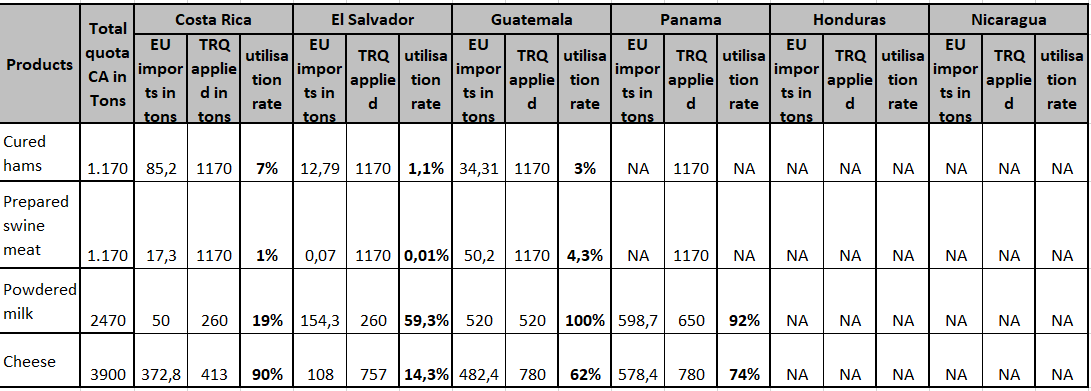 Products | Total quota CA in Tons | Costa Rica | El Salvador | Guatemala | Panama | Honduras | Nicaragua
EU imports in tons | TRQ applied in tons | utilisation rate | EU imports in tons | TRQ applied | utilisation rate | EU imports in tons | TRQ applied | utilisation rate | EU imports in tons | TRQ applied | utilisation rate | EU imports in tons | TRQ applied | utilisation rate | EU imports in tons | TRQ applied | utilisation rate
Cured hams | 1.170 | 85,2 | 1170 | 7% | 12,79 | 1170 | 1,1% | 34,31 | 1170 | 3% | NA | 1170 | NA | NA | NA | NA | NA | NA | NA
Prepared swine meat | 1.170 | 17,3 | 1170 | 1% | 0,07 | 1170 | 0,01% | 50,2 | 1170 | 4,3% | NA | 1170 | NA | NA | NA | NA | NA | NA | NA
Powdered milk | 2470 | 50 | 260 | 19% | 154,3 | 260 | 59,3% | 520 | 520 | 100% | 598,7 | 650 | 92% | NA | NA | NA | NA | NA | NA
Cheese | 3900 | 372,8 | 413 | 90% | 108 | 757 | 14,3% | 482,4 | 780 | 62% | 578,4 | 780 | 74% | NA | NA | NA | NA | NA | NA